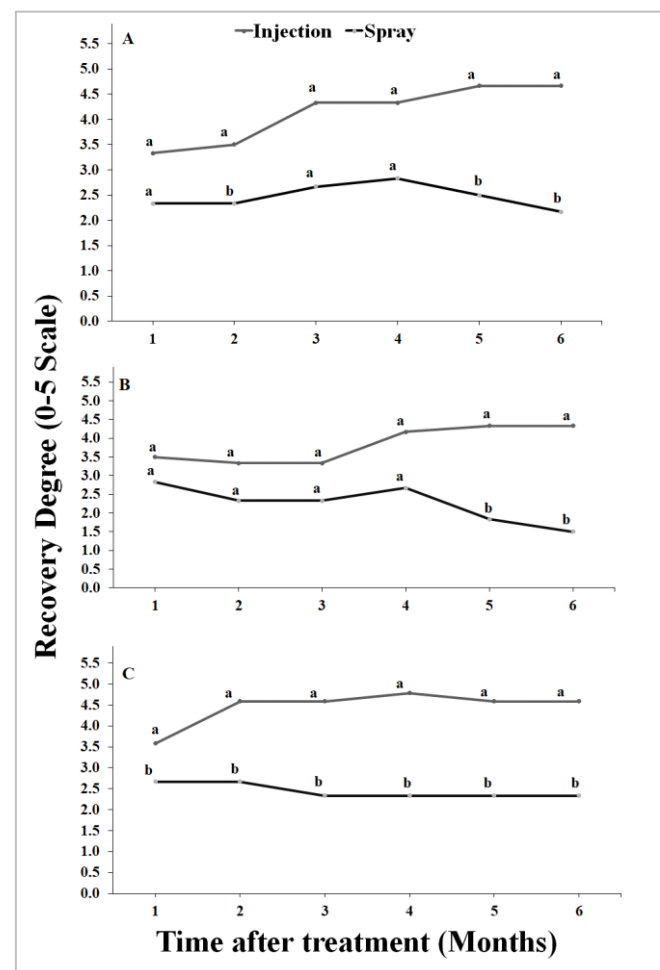 A
Injection Spray
5.5
5.0
4.5
4.0
3.5
3.0
2.5
2.0
1.5
1.0
0.5
0.0
a a a a a a
a b a a b b
1 2 3 4 5 6
B
5.5
5.0
4.5
4.0
3.5
3.0
2.5
2.0
1.5
1.0
0.5
0.0
a a a a a a
a a a a b b
1 2 3 4 5 6
C
5.5
5.0
4.5
4.0
3.5
3.0
2.5
2.0
1.5
1.0
0.5
0.0
a a a a a a
b b b b b b
1 2 3 4 5 6
Recovery Degree (0-5 Scale)
Time after treatment (Months)